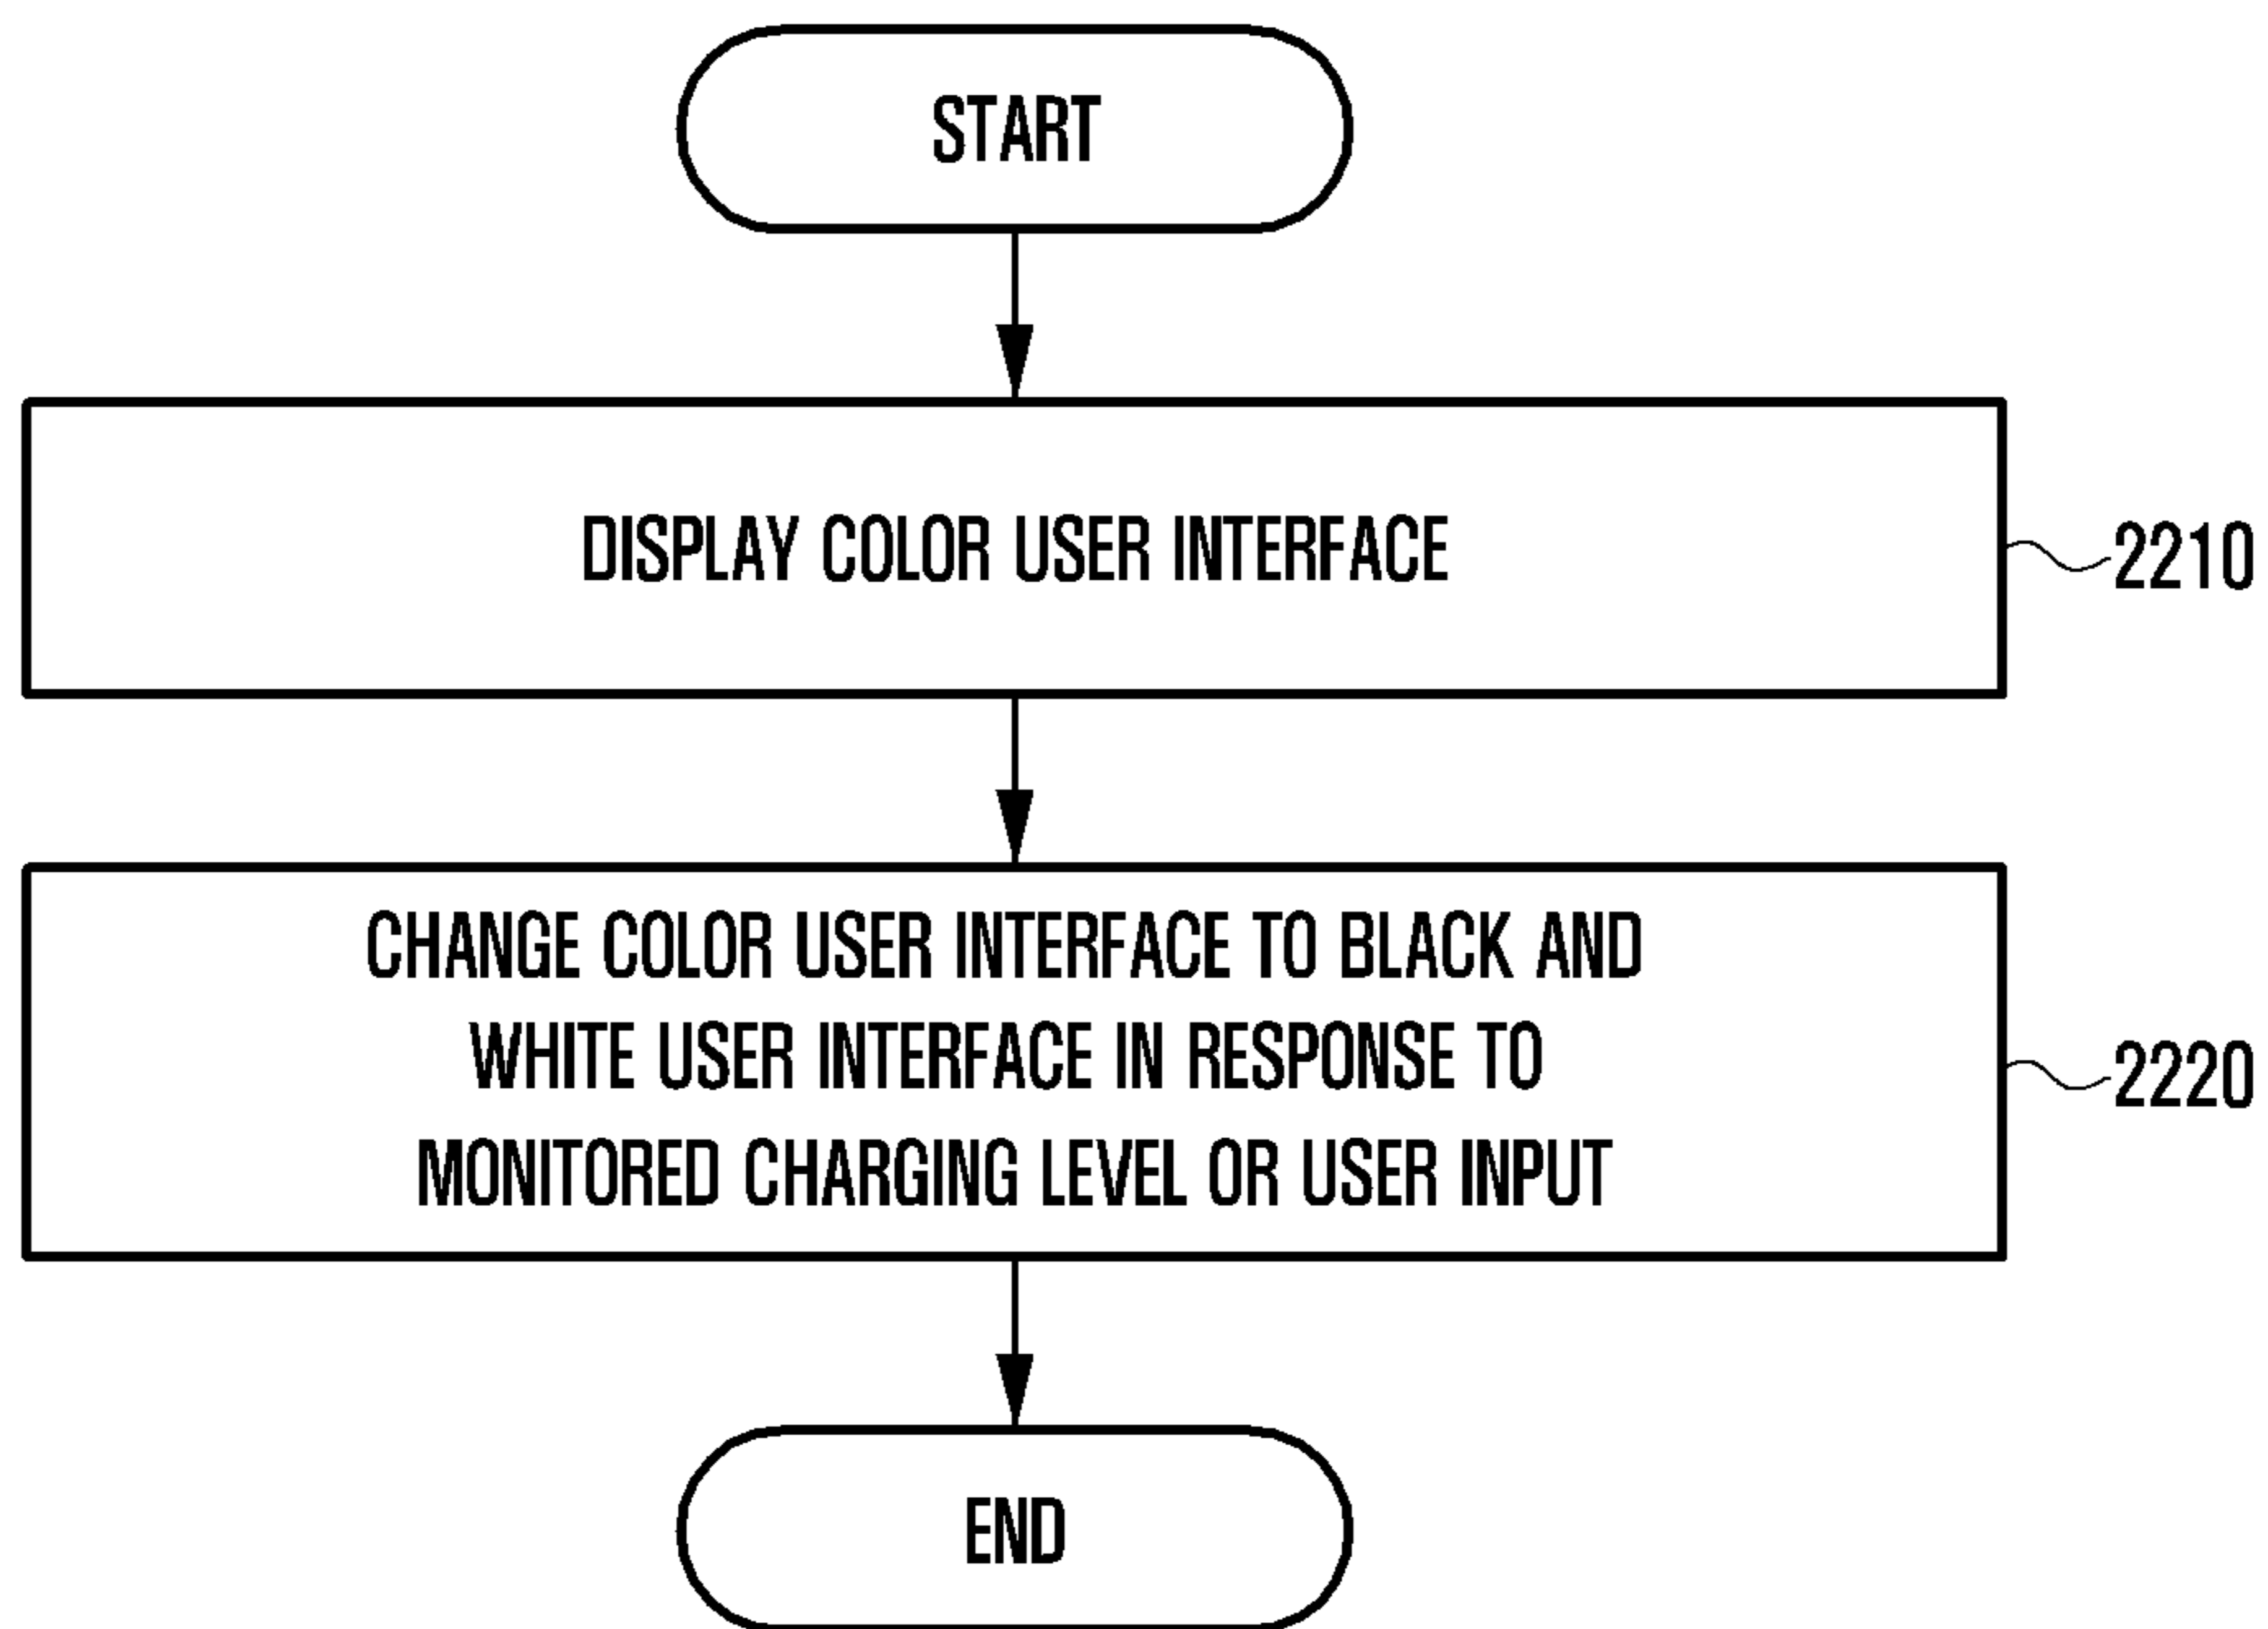 START
DISPLAY COLOR USER INTERFACE
2210
CHANGE COLOR USER INTERFACE TO BLACK AND
WHITE USER INTERFACE IN RESPONSE TO
MONITORED CHARGING LEVEL OR USER INPUT
2220
END